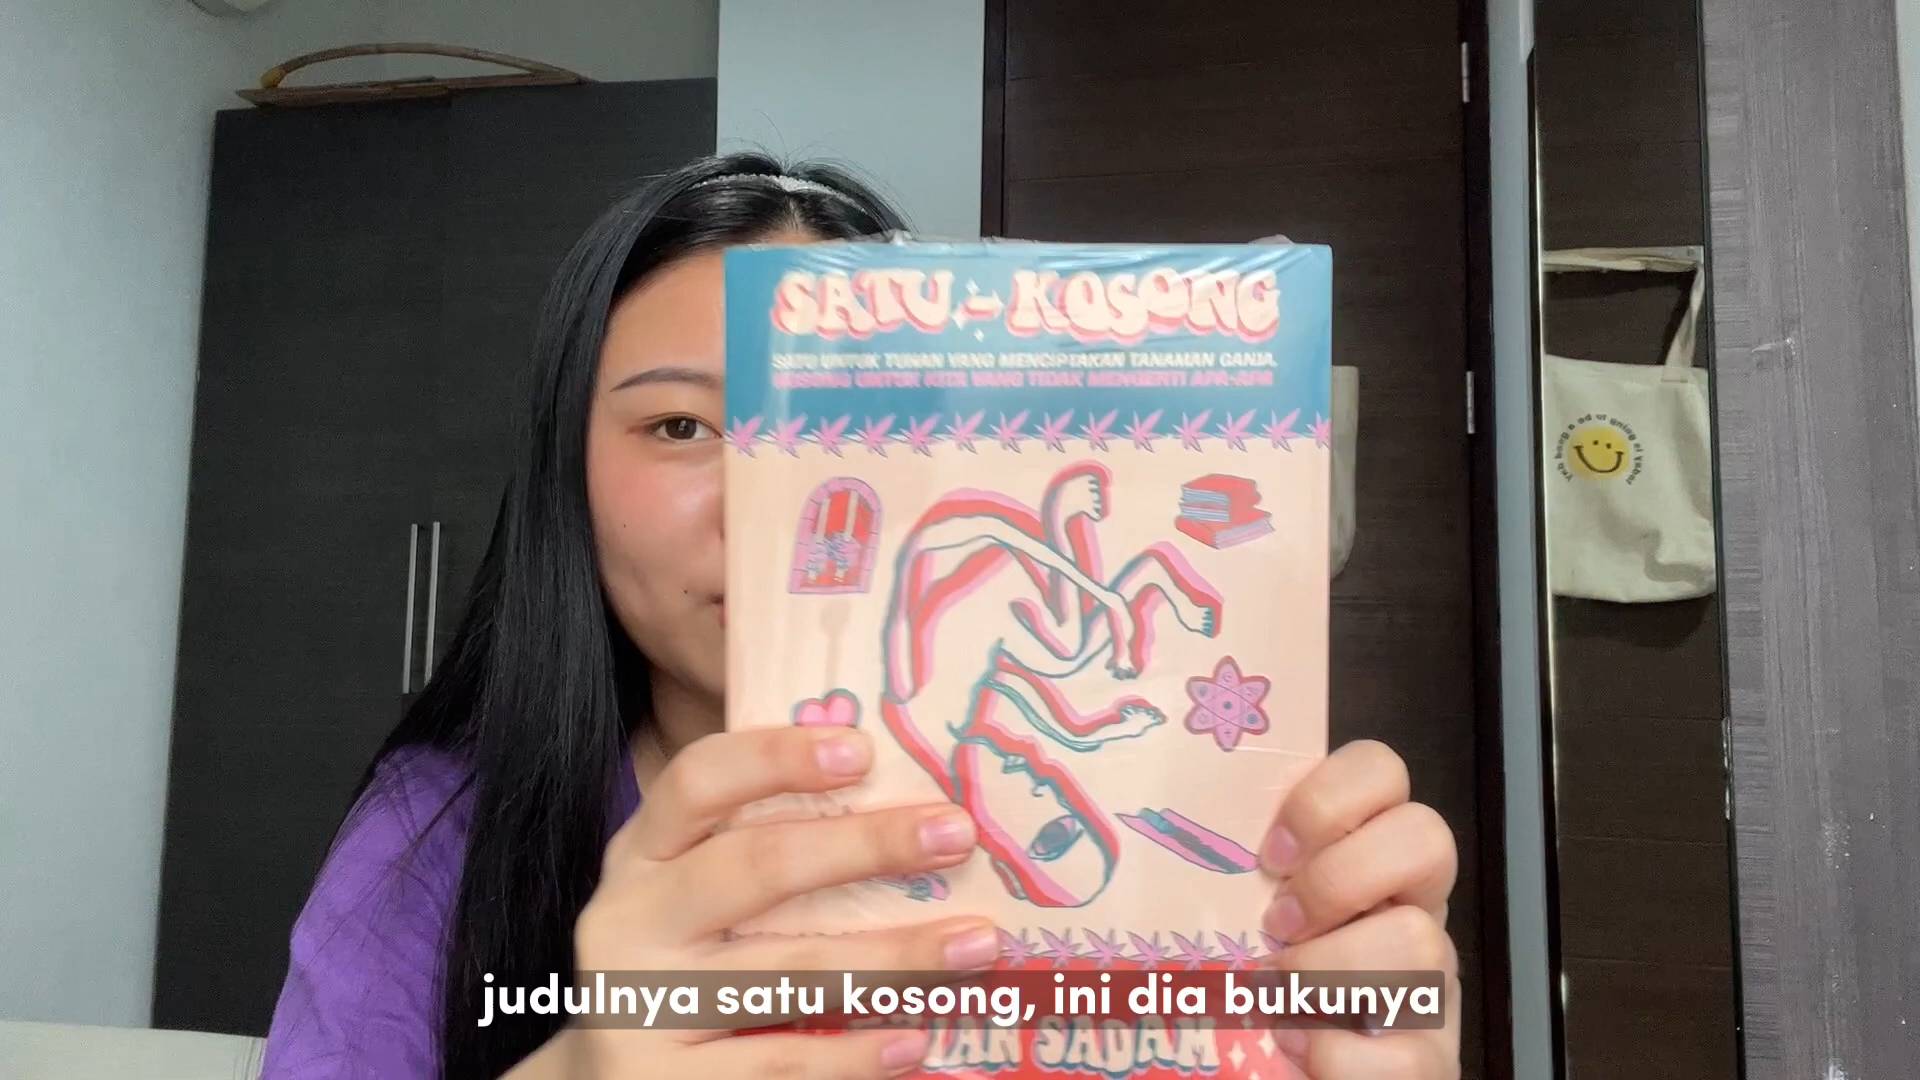 SATU - KOSONG
SATU UNTUK TUHAN YANG MENCIPTAKAN TANAMAN GANJA,
KOSONG UNTUK KITA YANG TIDAK MENGERTI APA-APA
judulnya satu kosong, ini dia bukunya
SADAM